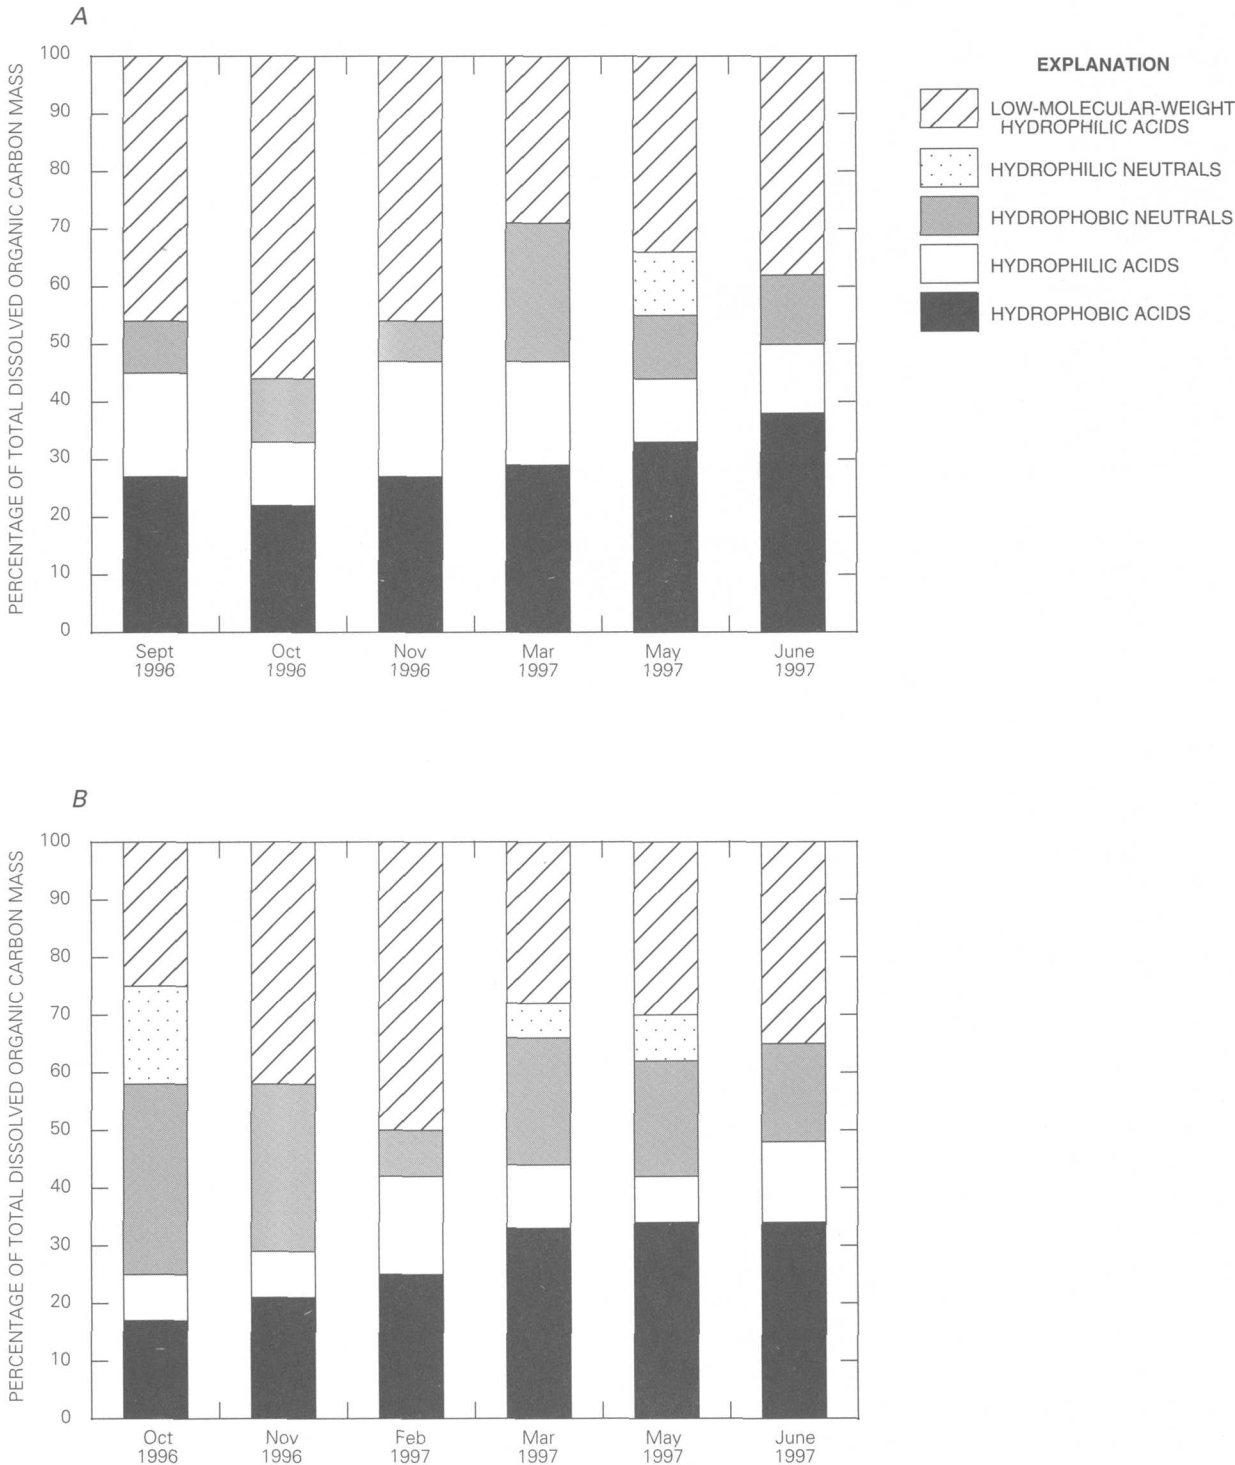 A
PERCENTAGE OF TOTAL DISSOLVED ORGANIC CARBON MASS
100
90
80
70
60
50
40
30
20
10
0
Sept
1996
Oct
1996
Nov
1996
Mar
1997
May
1997
June
1997
EXPLANATION
LOW-MOLECULAR-WEIGHT
HYDROPHILIC ACIDS
HYDROPHILIC NEUTRALS
HYDROPHOBIC NEUTRALS
HYDROPHILIC ACIDS
HYDROPHOBIC ACIDS
B
PERCENTAGE OF TOTAL DISSOLVED ORGANIC CARBON MASS
100
90
80
70
60
50
40
30
20
10
0
Oct
1996
Nov
1996
Feb
1997
Mar
1997
May
1997
June
1997